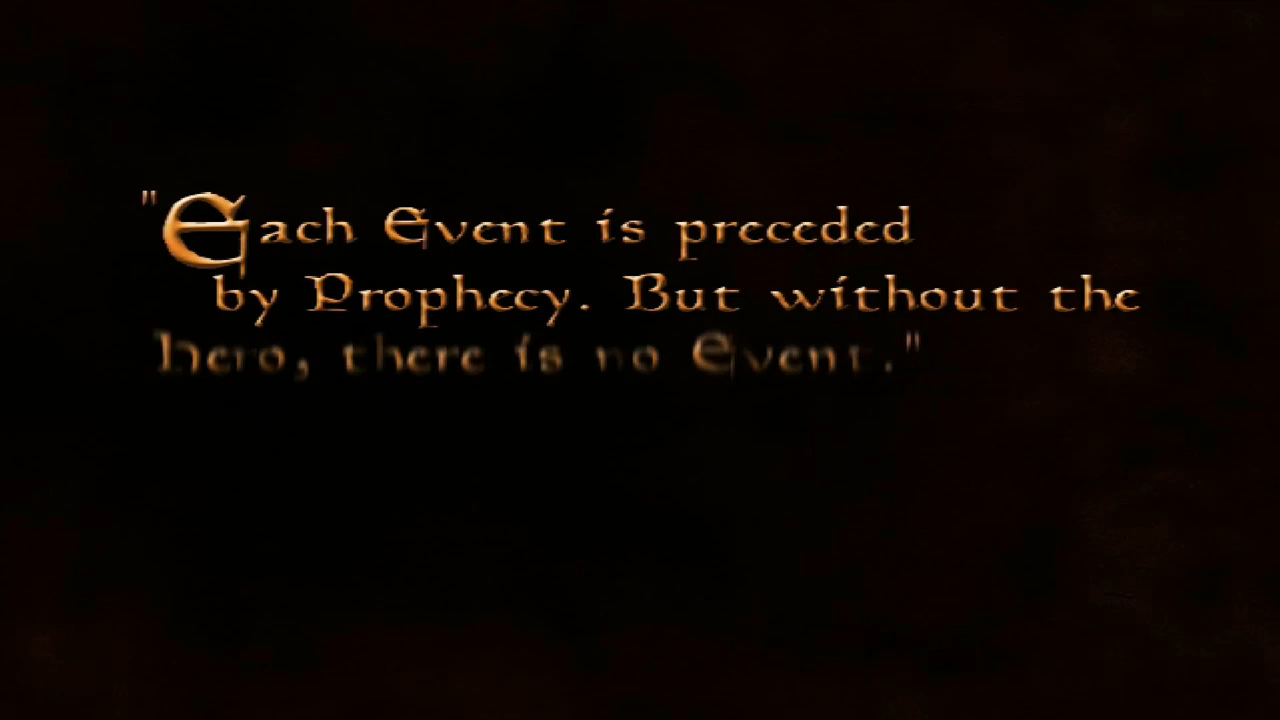 "Each Event is preceded
by Prophecy. But without the
hero, there is no Event."